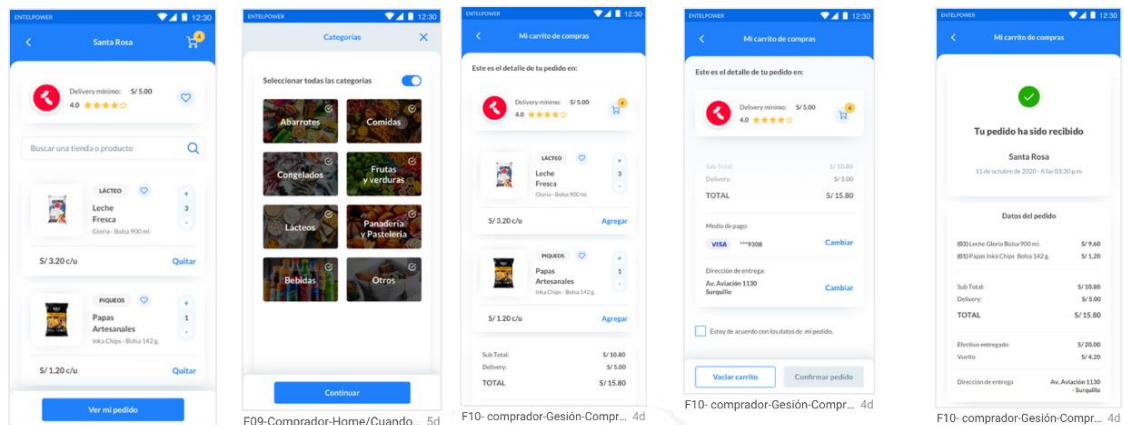 ENTELPOWER 12:30
Santa Rosa 4
Delivery mínimo: S/ 5.00
4.0
Buscar una tienda o producto
LÁCTEO
Leche
Fresca
Gloria - Bolsa 900 ml.
+
3
-
S/ 3.20 c/u Quitar
PIQUEOS
Papas
Artesanales
Inka Chips - Bolsa 142 g.
+
1
-
S/ 1.20 c/u Quitar
Ver mi pedido
ENTELPOWER 12:30
Categorías X
Seleccionar todas las categorías
Abarrotes Comidas
Congelados Frutas
y verduras
Lácteos Panadería
y Pastelería
Bebidas Otros
Continuar
F09-Comprador-Home/Cuando... 5d
ENTELPOWER 12:30
Mi carrito de compras
Este es el detalle de tu pedido en:
Delivery mínimo: S/ 5.00
4.0
4
LÁCTEO
Leche
Fresca
Gloria - Bolsa 900 ml.
+
3
-
S/ 3.20 c/u Agregar
PIQUEOS
Papas
Artesanales
Inka Chips - Bolsa 142 g.
+
1
-
S/ 1.20 c/u Agregar
Sub Total: S/ 10.80
Delivery: S/ 5.00
TOTAL S/ 15.80
F10- comprador-Gesión-Compr... 4d
ENTELPOWER 12:30
Mi carrito de compras
Este es el detalle de tu pedido en:
Delivery mínimo: S/ 5.00
4.0
4
Sub Total: S/ 10.80
Delivery: S/ 5.00
TOTAL S/ 15.80
Medio de pago:
VISA ***9308 Cambiar
Dirección de entrega:
Av. Aviación 1130
Surquillo
Cambiar
Estoy de acuerdo con los datos de mi pedido.
Vaciar carrito Confirmar pedido
F10- comprador-Gesión-Compr... 4d
ENTELPOWER 12:30
Mi carrito de compras
Tu pedido ha sido recibido
Santa Rosa
11 de octubre de 2020 - A las 03:30 p.m.
Datos del pedido
(03) Leche Gloria Bolsa 900 ml. S/ 9.60
(01) Papas Inka Chips Bolsa 142 g. S/ 1.20
Sub Total: S/ 10.80
Delivery: S/ 5.00
TOTAL S/ 15.80
Efectivo entregado S/ 20.00
Vuelto S/ 4.20
Dirección de entrega Av. Aviación 1130
- Surquillo
F10- comprador-Gesión-Compr... 4d